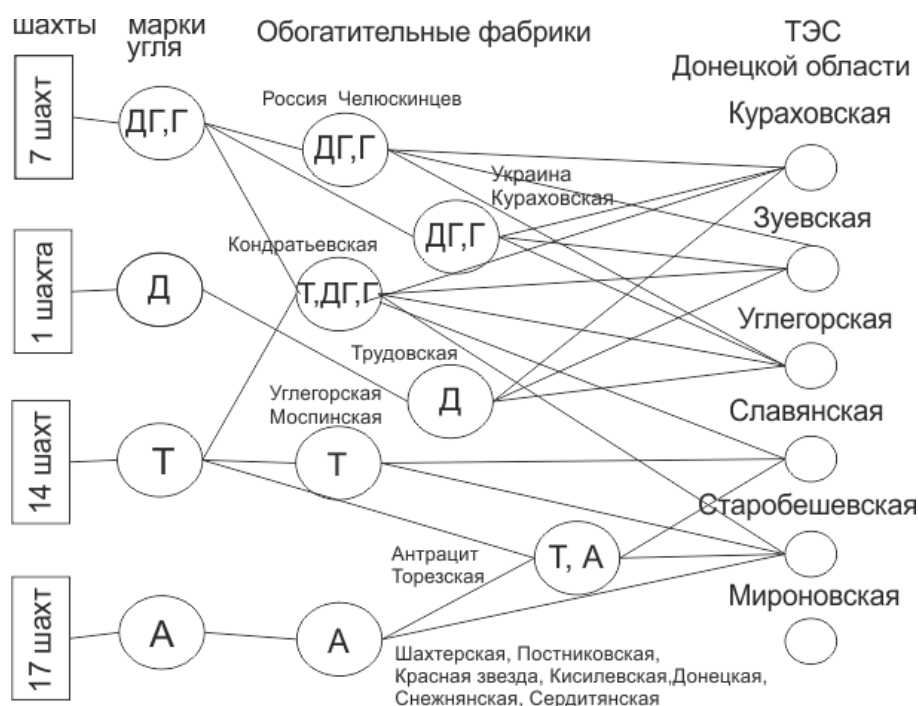 шахты
марки
угля
Обогатительные фабрики
ТЭС
Донецкой области
7 шахт
ДГ,Г
Россия Челюскинцев
ДГ,Г
Украина
Кураховская
ДГ,Г
Кураховская
Зуевская
1 шахта
Д
Кондратьевская
Т,ДГ,Г
Трудовская
Д
Углегорская
14 шахт
Т
Углегорская
Моспинская
Т
Славянская
Старобешевская
Антрацит
Торезская
Т, А
Мироновская
17 шахт
А
А
Шахтерская, Постниковская,
Красная звезда, Кисилевская,Донецкая,
Снежнянская, Сердитянская